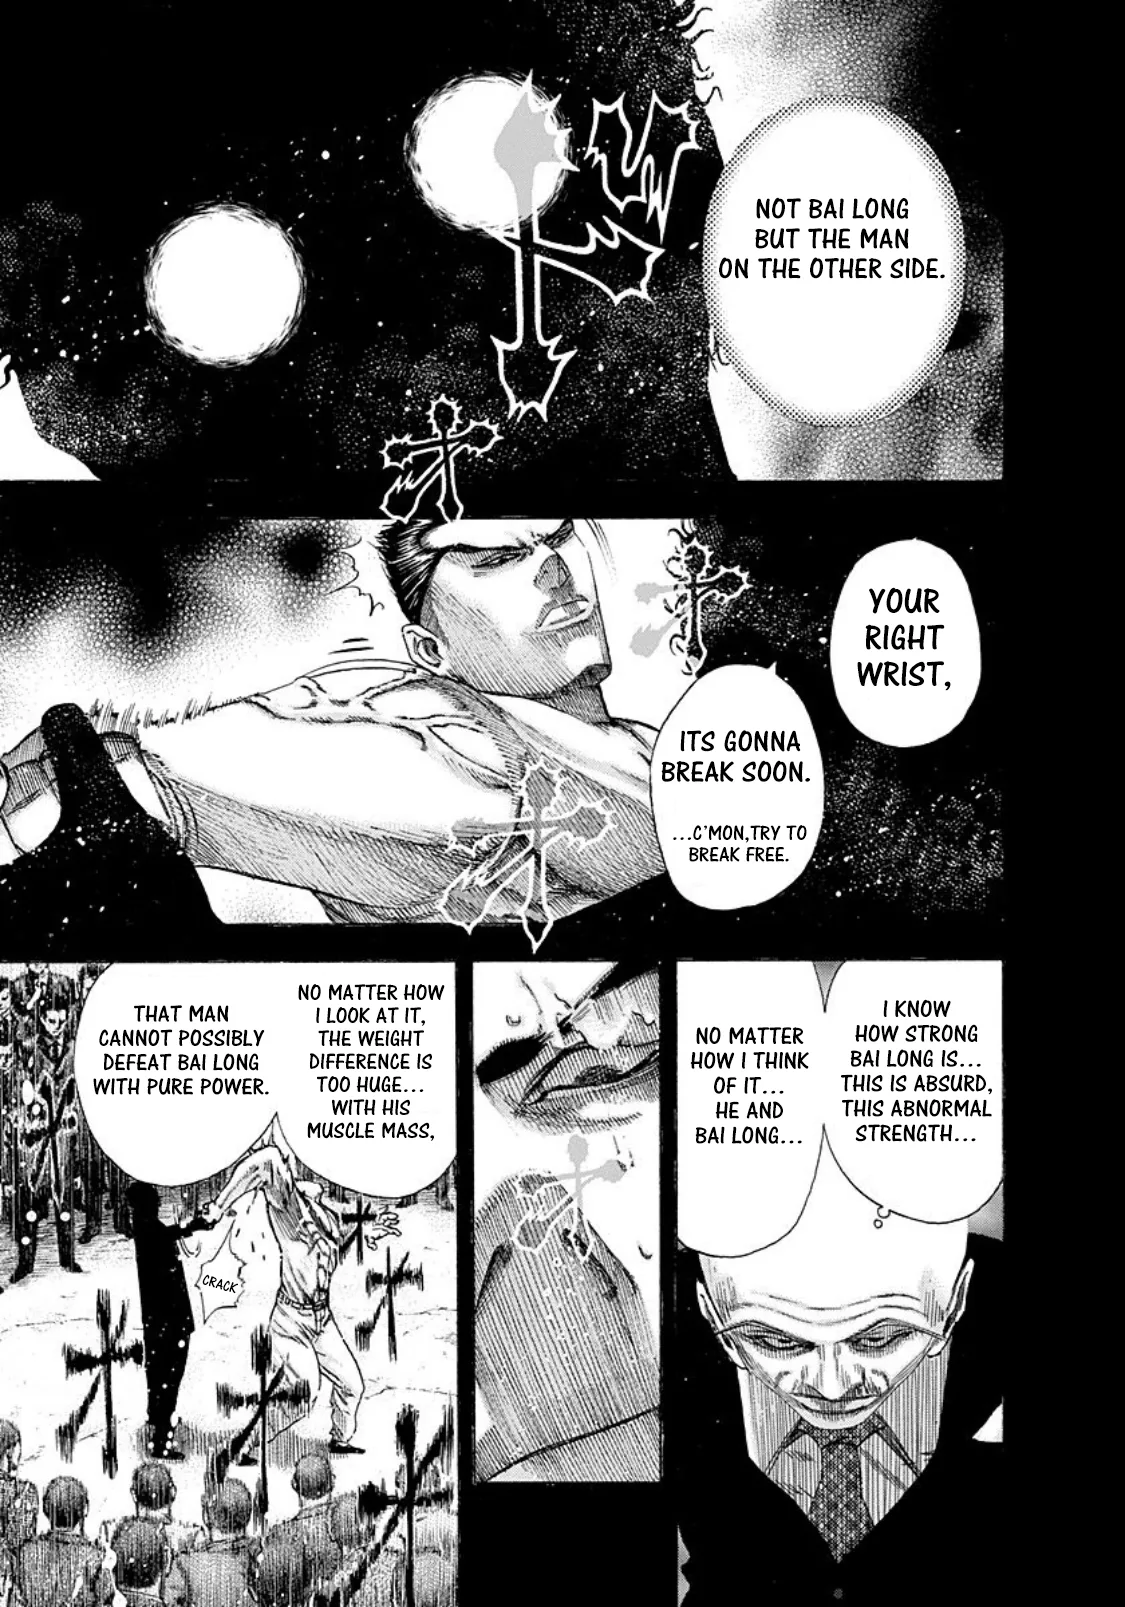 NOT BAI LONG
BUT THE MAN
ON THE OTHER SIDE.
YOUR
RIGHT
WRIST,
ITS GONNA
BREAK SOON.
...C'MON,TRY TO
BREAK FREE.
I KNOW
HOW STRONG
BAI LONG IS...
THIS IS ABSURD,
THIS ABNORMAL
STRENGTH...
NO MATTER
HOW I THINK
OF IT...
HE AND
BAI LONG...
NO MATTER HOW
I LOOK AT IT,
THE WEIGHT
DIFFERENCE IS
TOO HUGE...
WITH HIS
MUSCLE MASS,
THAT MAN
CANNOT POSSIBLY
DEFEAT BAI LONG
WITH PURE POWER.
CRACK